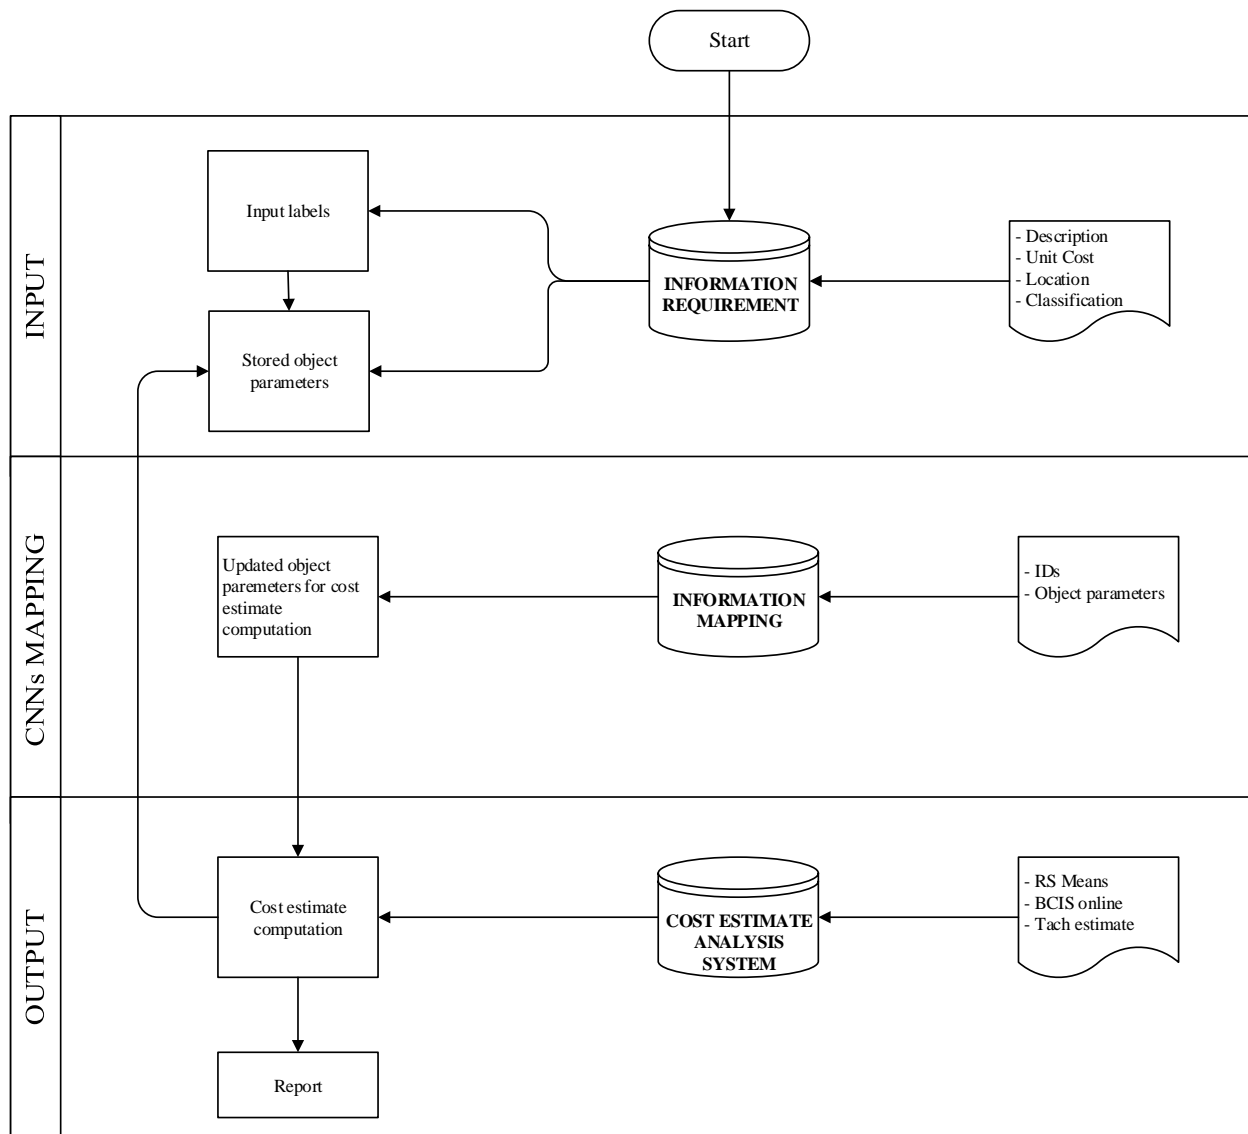 Start
INPUT
Input labels
INFORMATION
REQUIREMENT
- Description
- Unit Cost
- Location
- Classification
Stored object
parameters
CNNs MAPPING
Updated object
paremeters for cost
estimate
computation
INFORMATION
MAPPING
- IDs
- Object parameters
OUTPUT
Cost estimate
computation
COST ESTIMATE
ANALYSIS
SYSTEM
- RS Means
- BCIS online
- Tach estimate
Report